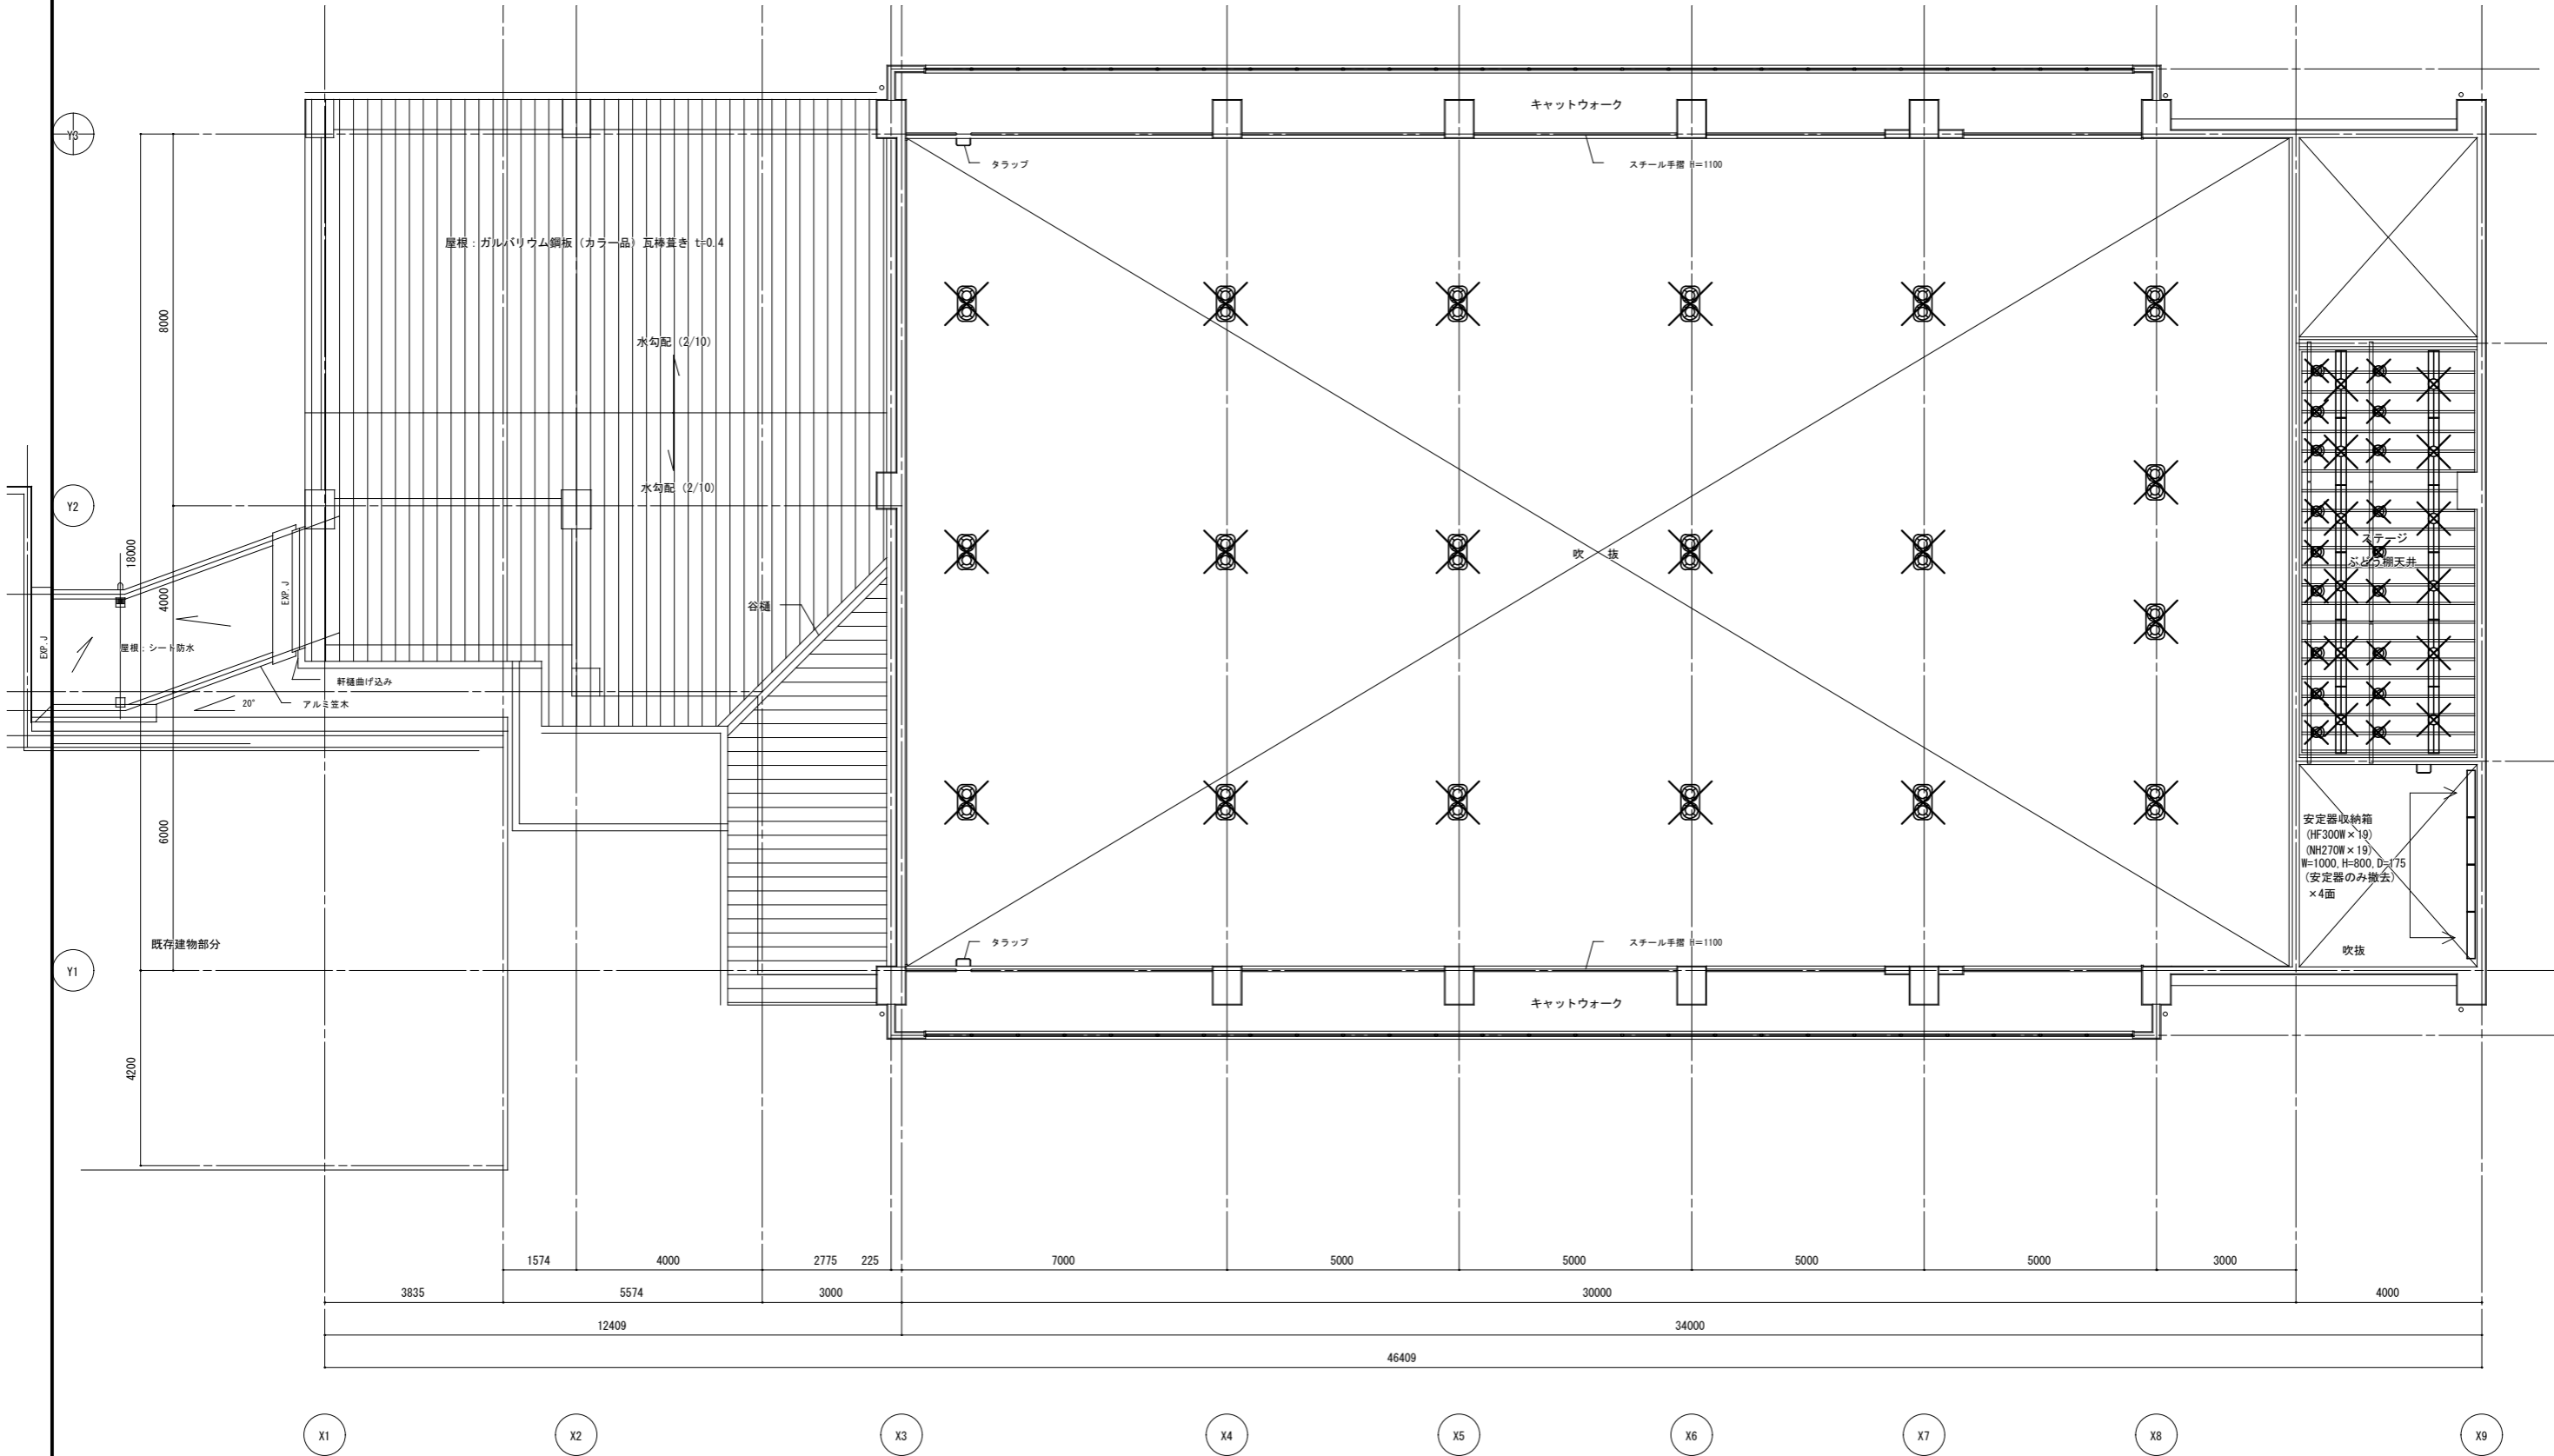 キャットウォーク
Y3
タラップ
スチール手摺 H=1100
屋根：ガルバリウム鋼板（カラー品）瓦棒葺き t=0.4
8000
水勾配（2/10）
水勾配（2/10）
Y2
18000
吹　抜
ステージ
ぶどう棚天井
EXP.J
4000
谷樋
EXP.J
屋根：シート防水
軒樋曲げ込み
20°
アルミ笠木
6000
安定器収納箱
(HF300W×19)
(NH270W×19)
W=1000,H=800,D=175
(安定器のみ撤去)
×4面
既存建物部分
タラップ
スチール手摺 H=1100
吹抜
Y1
キャットウォーク
4200
1574 4000 2775 225 7000 5000 5000 5000 5000 3000
3835 5574 3000 30000 4000
12409 34000
46409
X1 X2 X3 X4 X5 X6 X7 X8 X9